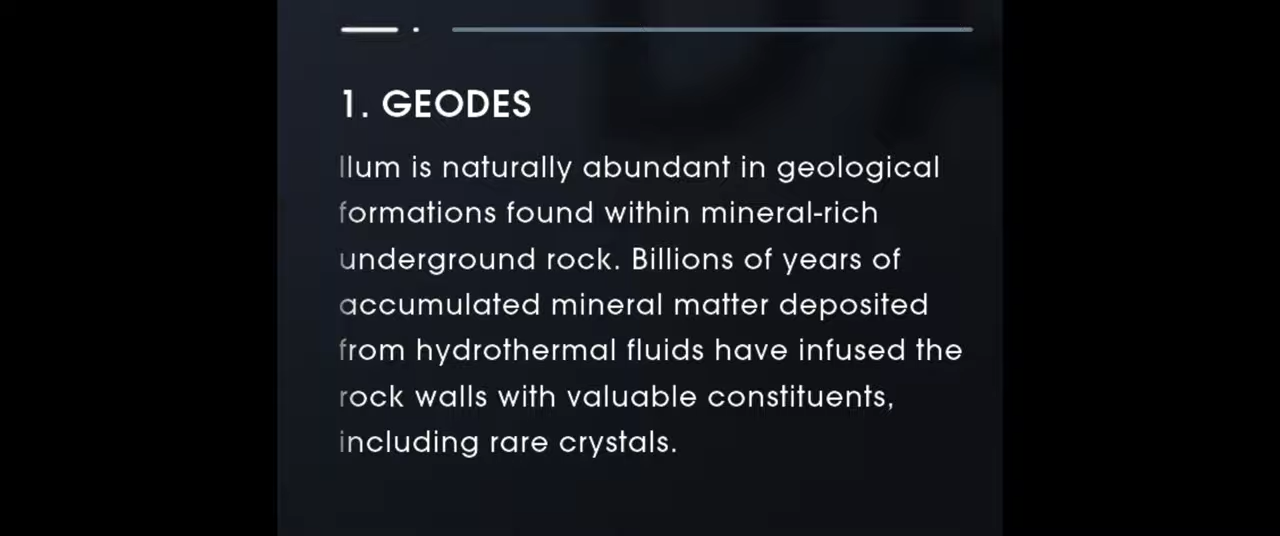 1. GEODES
Ilum is naturally abundant in geological
formations found within mineral-rich
underground rock. Billions of years of
accumulated mineral matter deposited
from hydrothermal fluids have infused the
rock walls with valuable constituents,
including rare crystals.